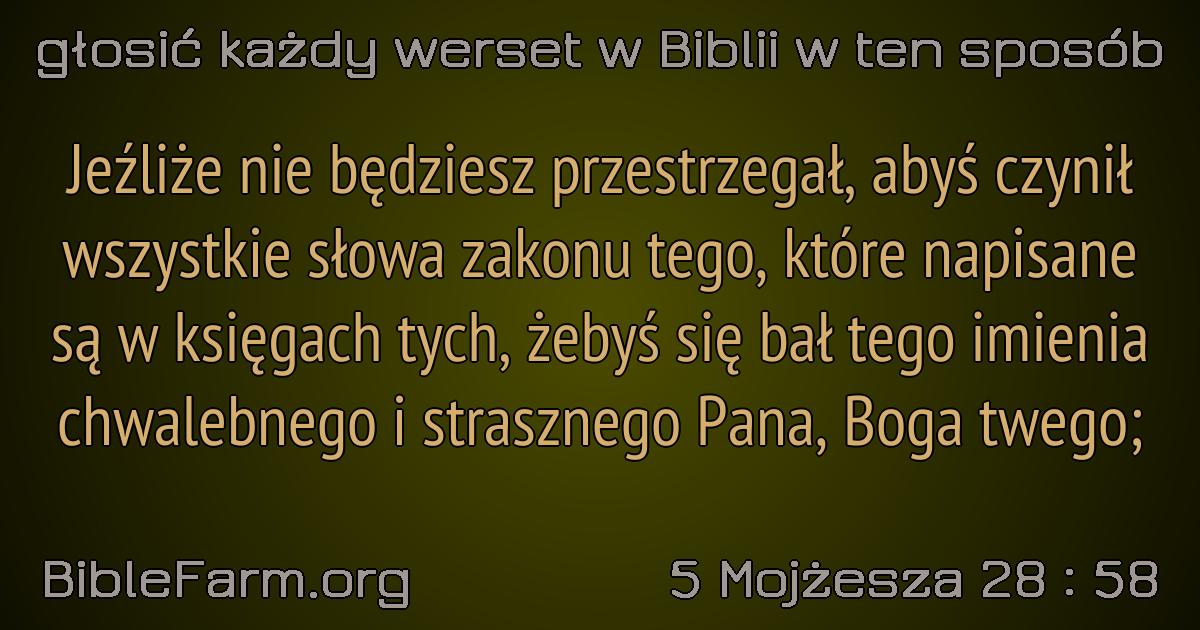 głosić każdy werset w Biblii w ten sposób
Jeźliże nie będziesz przestrzegał, abyś czynił
wszystkie słowa zakonu tego, które napisane
są w księgach tych, żebyś się bał tego imienia
chwalebnego i strasznego Pana, Boga twego;
BibleFarm.org
5 Mojżesza 28 : 58